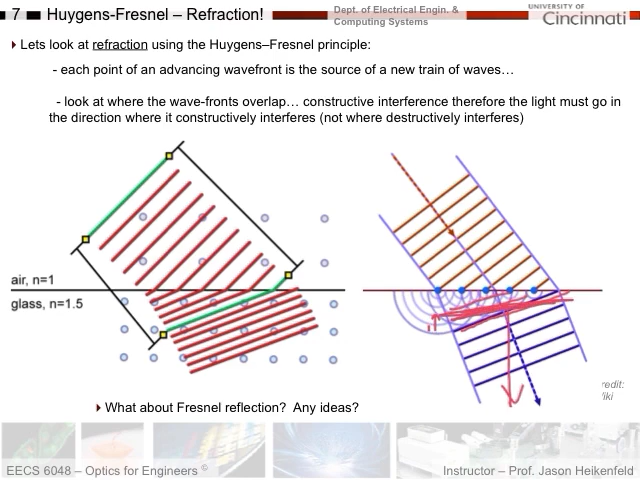 7 Huygens-Fresnel – Refraction!
Dept. of Electrical Engin. &
Computing Systems
UNIVERSITY OF
Cincinnati
Lets look at refraction using the Huygens–Fresnel principle:
- each point of an advancing wavefront is the source of a new train of waves…
- look at where the wave-fronts overlap… constructive interference therefore the light must go in
the direction where it constructively interferes (not where destructively interferes)
air, n=1
glass, n=1.5
redit:
iki
What about Fresnel reflection? Any ideas?
EECS 6048 – Optics for Engineers ©
Instructor – Prof. Jason Heikenfeld